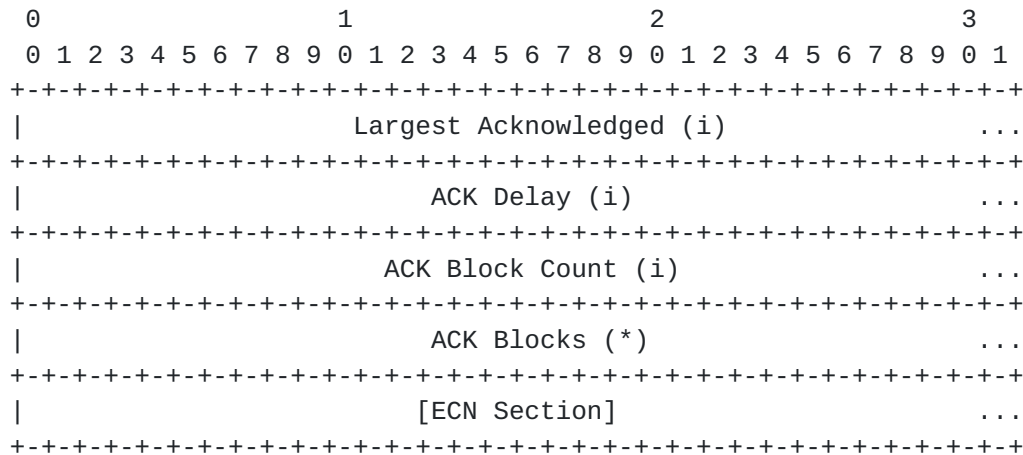 0                   1                   2                   3
 0 1 2 3 4 5 6 7 8 9 0 1 2 3 4 5 6 7 8 9 0 1 2 3 4 5 6 7 8 9 0 1
+-+-+-+-+-+-+-+-+-+-+-+-+-+-+-+-+-+-+-+-+-+-+-+-+-+-+-+-+-+-+-+-+
|                     Largest Acknowledged (i)                ...
+-+-+-+-+-+-+-+-+-+-+-+-+-+-+-+-+-+-+-+-+-+-+-+-+-+-+-+-+-+-+-+-+
|                          ACK Delay (i)                      ...
+-+-+-+-+-+-+-+-+-+-+-+-+-+-+-+-+-+-+-+-+-+-+-+-+-+-+-+-+-+-+-+-+
|                       ACK Block Count (i)                   ...
+-+-+-+-+-+-+-+-+-+-+-+-+-+-+-+-+-+-+-+-+-+-+-+-+-+-+-+-+-+-+-+-+
|                          ACK Blocks (*)                     ...
+-+-+-+-+-+-+-+-+-+-+-+-+-+-+-+-+-+-+-+-+-+-+-+-+-+-+-+-+-+-+-+-+
|                         [ECN Section]                       ...
+-+-+-+-+-+-+-+-+-+-+-+-+-+-+-+-+-+-+-+-+-+-+-+-+-+-+-+-+-+-+-+-+